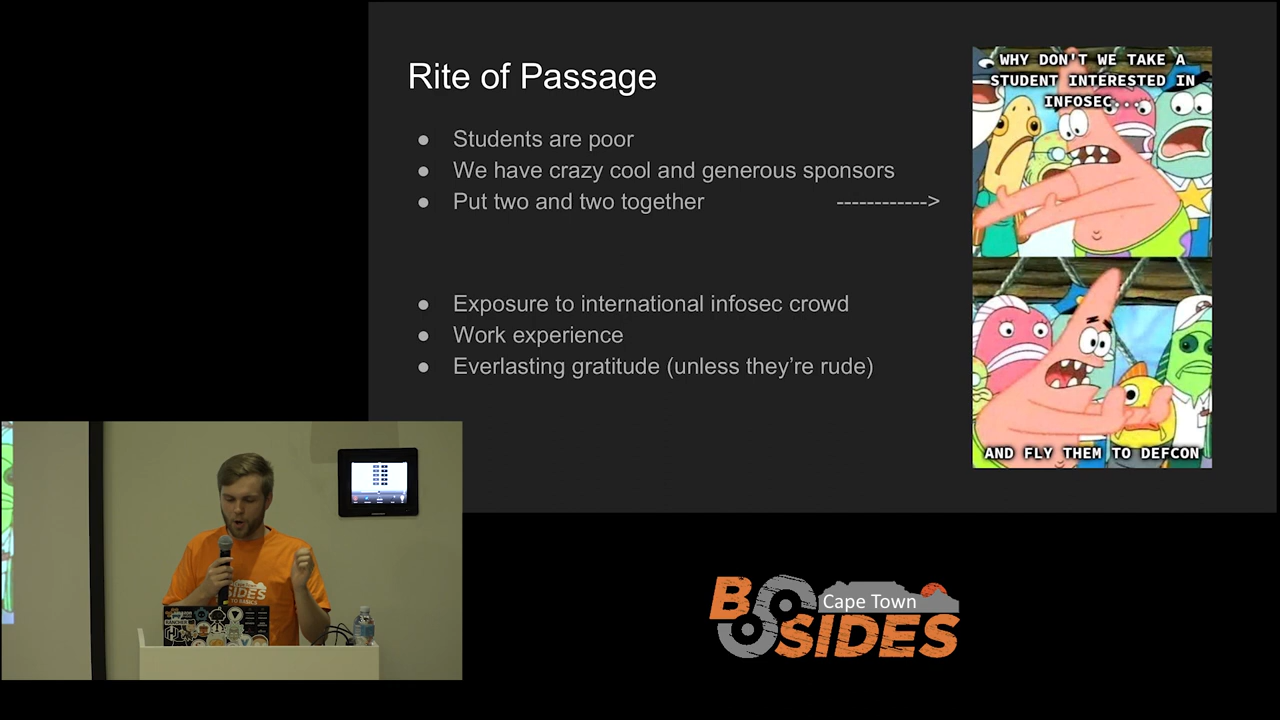 Rite of Passage
● Students are poor
● We have crazy cool and generous sponsors
● Put two and two together ------------>
● Exposure to international infosec crowd
● Work experience
● Everlasting gratitude (unless they're rude)
WHY DON'T WE TAKE A
STUDENT INTERESTED IN
INFOSEC...
AND FLY THEM TO DEFCON
SIDES
BSIDES
Cape Town